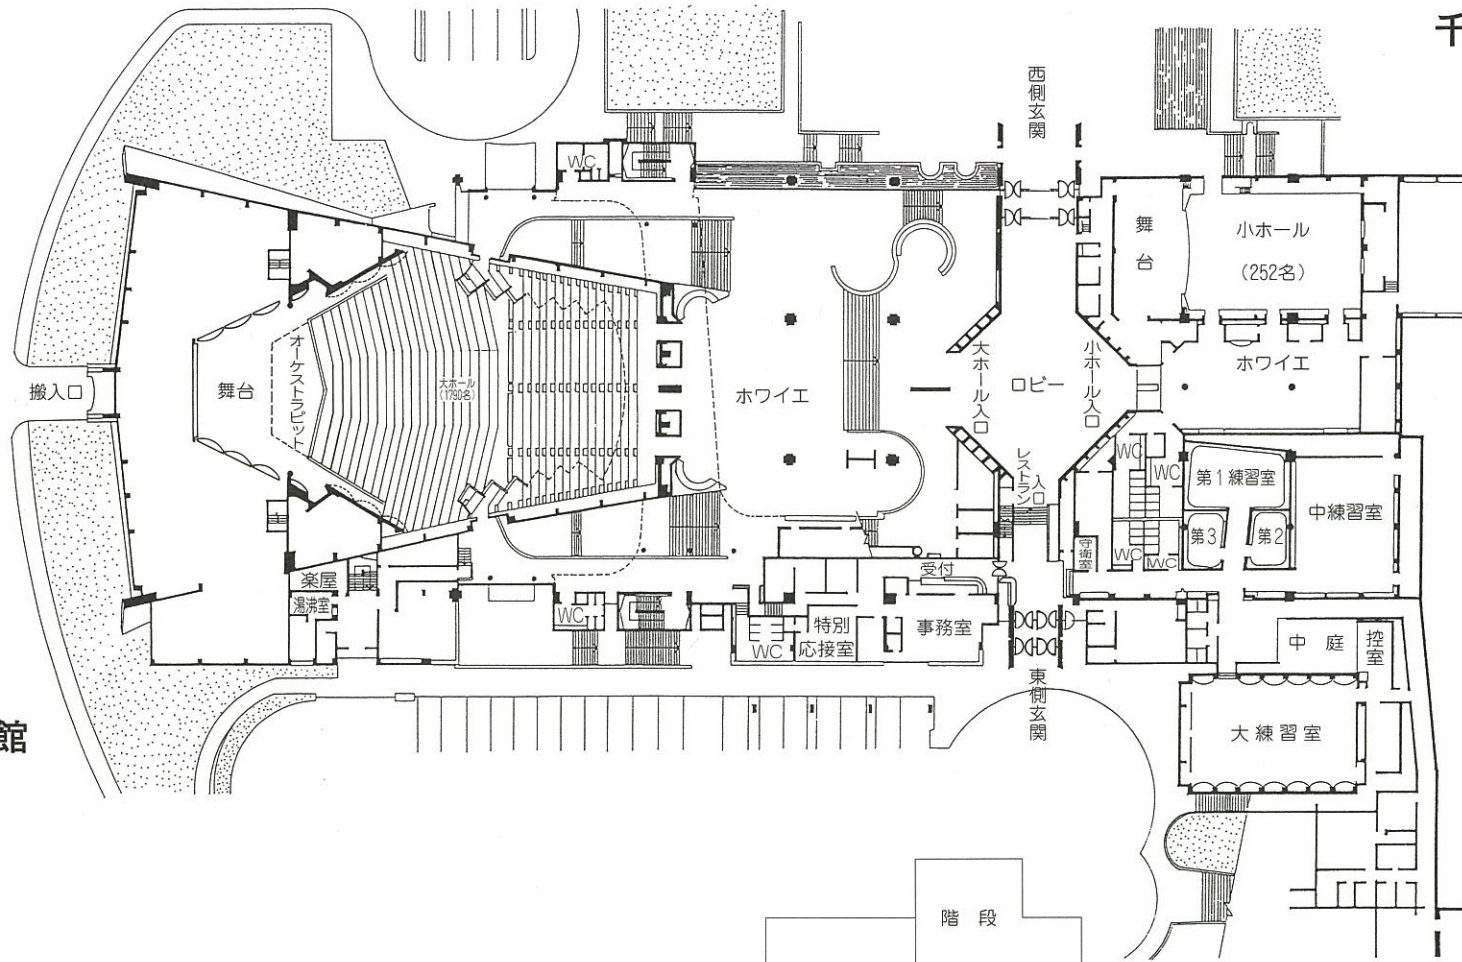 千
西側玄関
WC
舞台
小ホール
(252名)
搬入口
舞台
オーケストラピット
大ホール
(1790名)
ホワイエ
大ホール入口
ロビー
小ホール入口
ホワイエ
レストラン入口
WC
WC
第1練習室
中練習室
第3
第2
守衛室
WC
WC
楽屋
湯沸室
受付
WC
WC
特別
応接室
事務室
中庭
控室
東側玄関
大練習室
館
階段